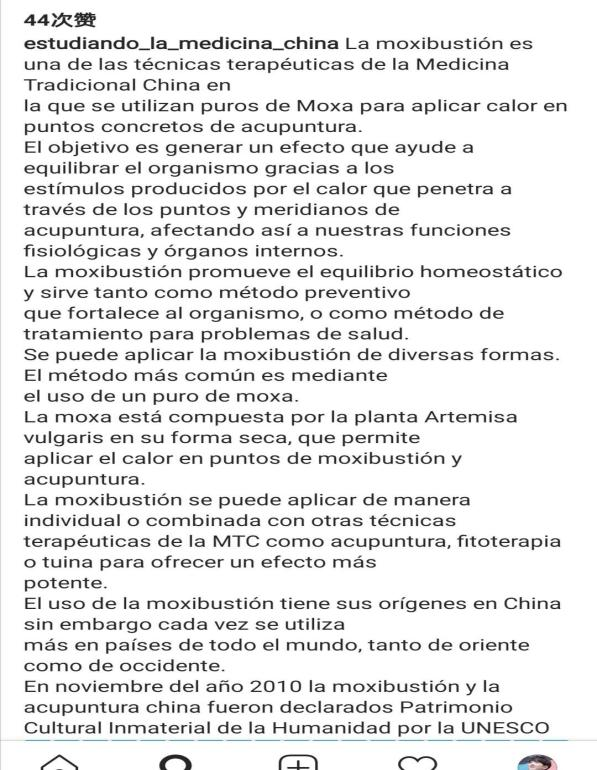 44次赞
estudiando_la_medicina_china La moxibustión es
una de las técnicas terapéuticas de la Medicina
Tradicional China en
la que se utilizan puros de Moxa para aplicar calor en
puntos concretos de acupuntura.
El objetivo es generar un efecto que ayude a
equilibrar el organismo gracias a los
estímulos producidos por el calor que penetra a
través de los puntos y meridianos de
acupuntura, afectando así a nuestras funciones
fisiológicas y órganos internos.
La moxibustión promueve el equilibrio homeostático
y sirve tanto como método preventivo
que fortalece al organismo, o como método de
tratamiento para problemas de salud.
Se puede aplicar la moxibustión de diversas formas.
El método más común es mediante
el uso de un puro de moxa.
La moxa está compuesta por la planta Artemisa
vulgaris en su forma seca, que permite
aplicar el calor en puntos de moxibustión y
acupuntura.
La moxibustión se puede aplicar de manera
individual o combinada con otras técnicas
terapéuticas de la MTC como acupuntura, fitoterapia
o tuina para ofrecer un efecto más
potente.
El uso de la moxibustión tiene sus orígenes en China
sin embargo cada vez se utiliza
más en países de todo el mundo, tanto de oriente
como de occidente.
En noviembre del año 2010 la moxibustión y la
acupuntura china fueron declarados Patrimonio
Cultural Inmaterial de la Humanidad por la UNESCO